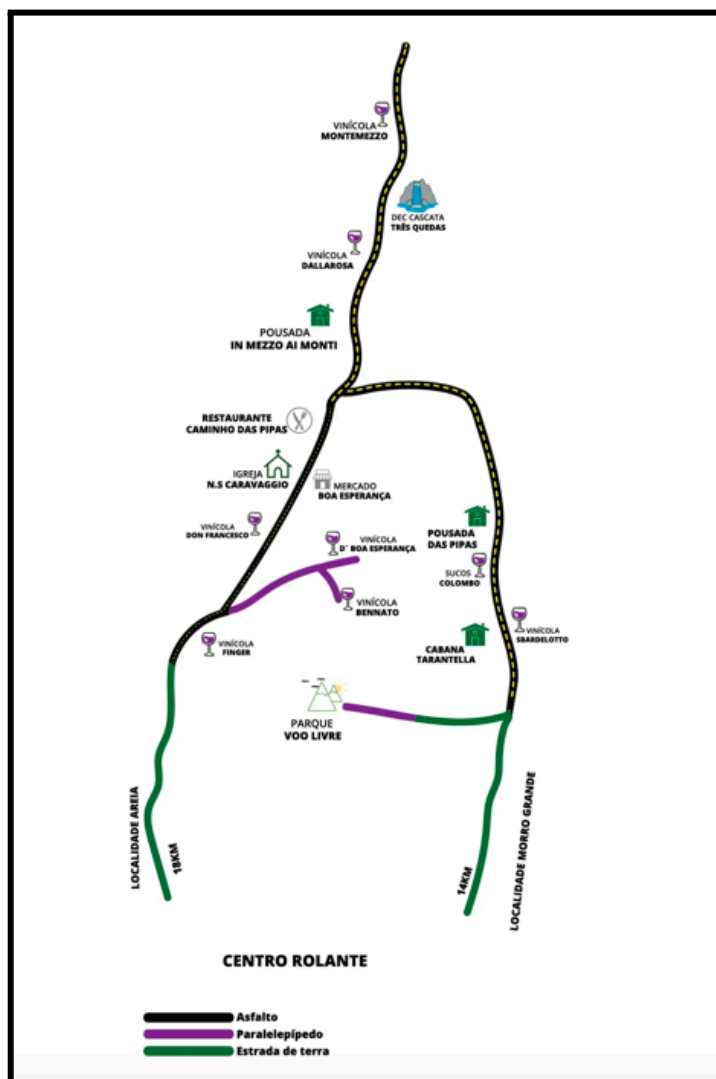 VINÍCOLA
MONTEMEZZO
DEC CASCATA
TRÊS QUEDAS
VINÍCOLA
DALLAROSA
POUSADA
IN MEZZO AI MONTI
RESTAURANTE
CAMINHO DAS PIPAS
IGREJA
N.S CARAVAGGIO
MERCADO
BOA ESPERANÇA
VINÍCOLA
DON FRANCESCO
VINÍCOLA
D´ BOA ESPERANÇA
POUSADA
DAS PIPAS
SUCOS
COLOMBO
VINÍCOLA
BENNATO
VINÍCOLA
SBARDELOTTO
VINÍCOLA
FINGER
CABANA
TARANTELLA
PARQUE
VOO LIVRE
LOCALIDADE AREIA
18KM
14KM
LOCALIDADE MORRO GRANDE
CENTRO ROLANTE
Asfalto
Paralelepípedo
Estrada de terra